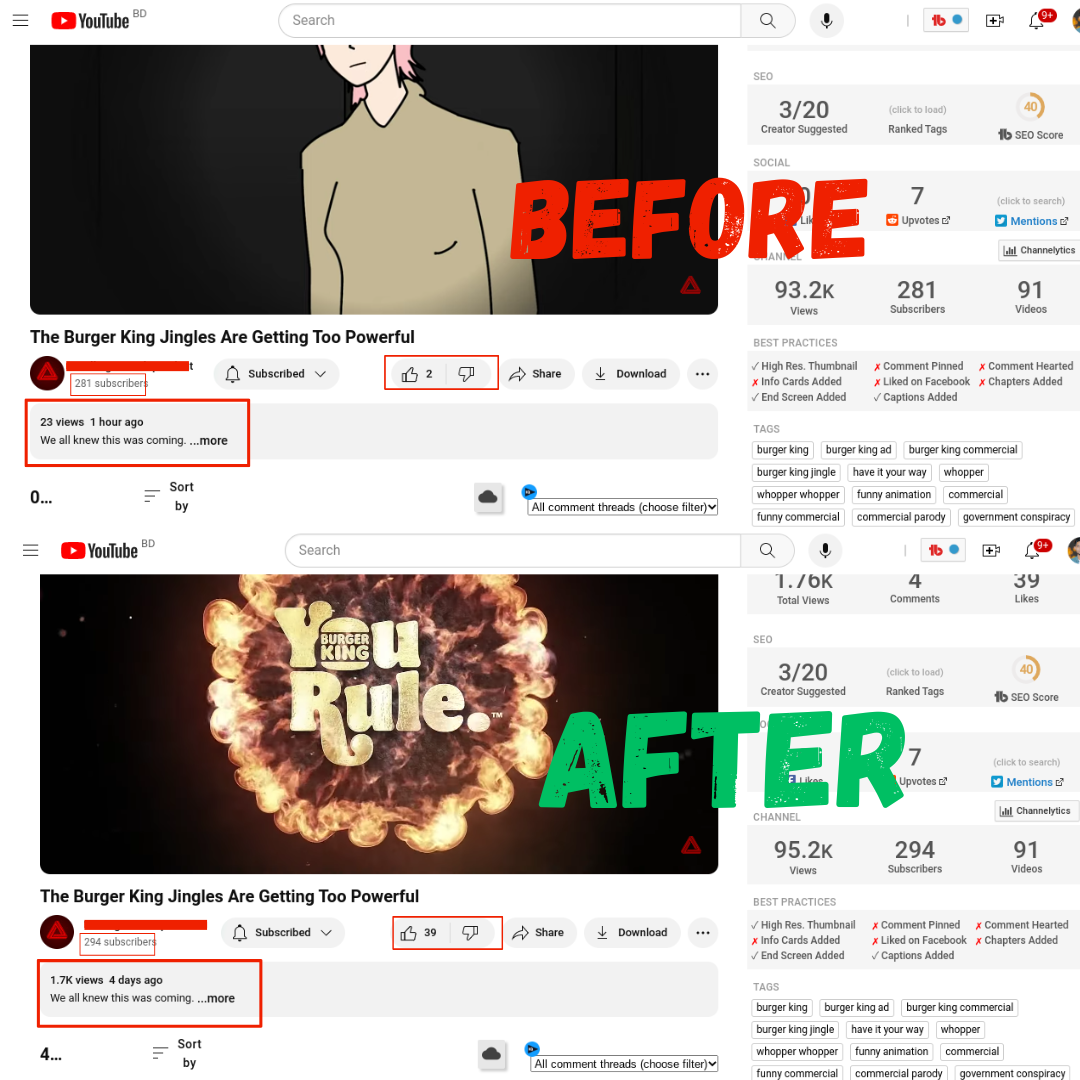 YouTube BD
Search
9+
SEO
3/20
Creator Suggested
(click to load)
Ranked Tags
40
SEO Score
SOCIAL
BEFORE
7
Upvotes
(click to search)
Mentions
CHANNEL
Channelytics
93.2K
Views
281
Subscribers
91
Videos
The Burger King Jingles Are Getting Too Powerful
281 subscribers
Subscribed
2
Share
Download
BEST PRACTICES
✓ High Res. Thumbnail ✗ Comment Pinned ✗ Comment Hearted
✗ Info Cards Added ✗ Liked on Facebook ✗ Chapters Added
✓ End Screen Added ✓ Captions Added
23 views 1 hour ago
We all knew this was coming. ...more
TAGS
burger king burger king ad burger king commercial
burger king jingle have it your way whopper
whopper whopper funny animation commercial
funny commercial commercial parody government conspiracy
0...
Sort
by
All comment threads (choose filter)
YouTube BD
Search
9+
1.76K
Total Views
4
Comments
39
Likes
You
BURGER
KING
Rule.™
SEO
3/20
Creator Suggested
(click to load)
Ranked Tags
40
SEO Score
AFTER
Likes
7
Upvotes
(click to search)
Mentions
CHANNEL
Channelytics
95.2K
Views
294
Subscribers
91
Videos
The Burger King Jingles Are Getting Too Powerful
294 subscribers
Subscribed
39
Share
Download
BEST PRACTICES
✓ High Res. Thumbnail ✗ Comment Pinned ✗ Comment Hearted
✗ Info Cards Added ✗ Liked on Facebook ✗ Chapters Added
✓ End Screen Added ✓ Captions Added
1.7K views 4 days ago
We all knew this was coming. ...more
TAGS
burger king burger king ad burger king commercial
burger king jingle have it your way whopper
whopper whopper funny animation commercial
funny commercial commercial parody government conspiracy
4...
Sort
by
All comment threads (choose filter)